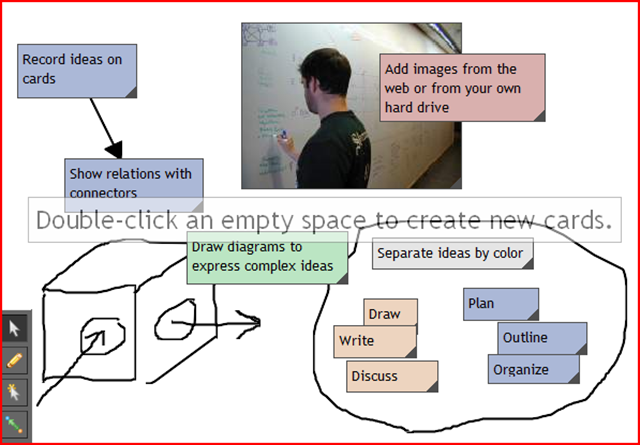 Record ideas on
cards
Add images from the
web or from your own
hard drive
Show relations with
connectors
Double-click an empty space to create new cards.
Draw diagrams to
express complex ideas
Separate ideas by color
Draw
Write
Discuss
Plan
Outline
Organize